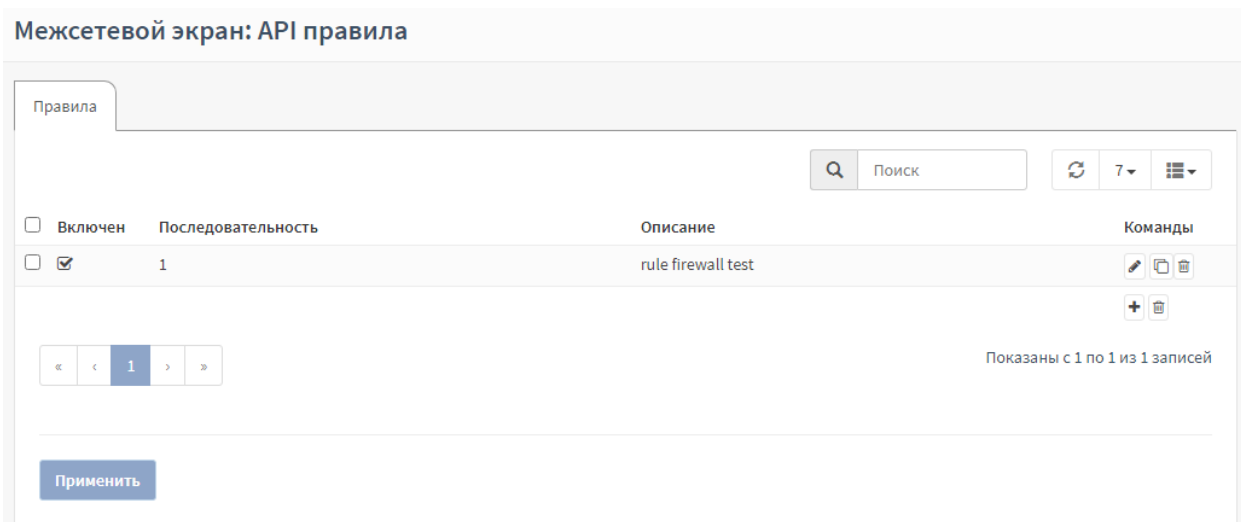 Межсетевой экран: API правила
Правила
Поиск
7
Включен Последовательность Описание Команды
1 rule firewall test
« ‹ 1 › »
Показаны с 1 по 1 из 1 записей
Применить